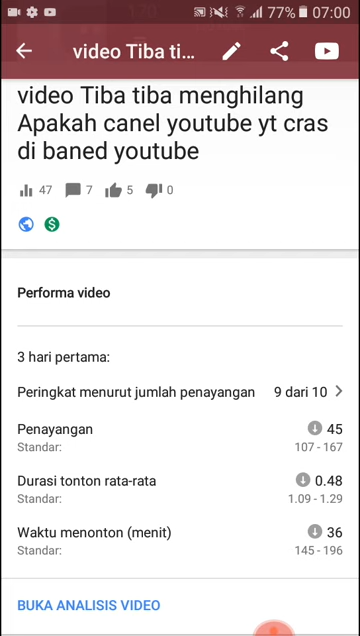 77% 07:00
video Tiba ti...
video Tiba tiba menghilang
Apakah canel youtube yt cras
di baned youtube
47 7 5 0
Performa video
3 hari pertama:
Peringkat menurut jumlah penayangan 9 dari 10
Penayangan 45
Standar: 107 - 167
Durasi tonton rata-rata 0.48
Standar: 1.09 - 1.29
Waktu menonton (menit) 36
Standar: 145 - 196
BUKA ANALISIS VIDEO